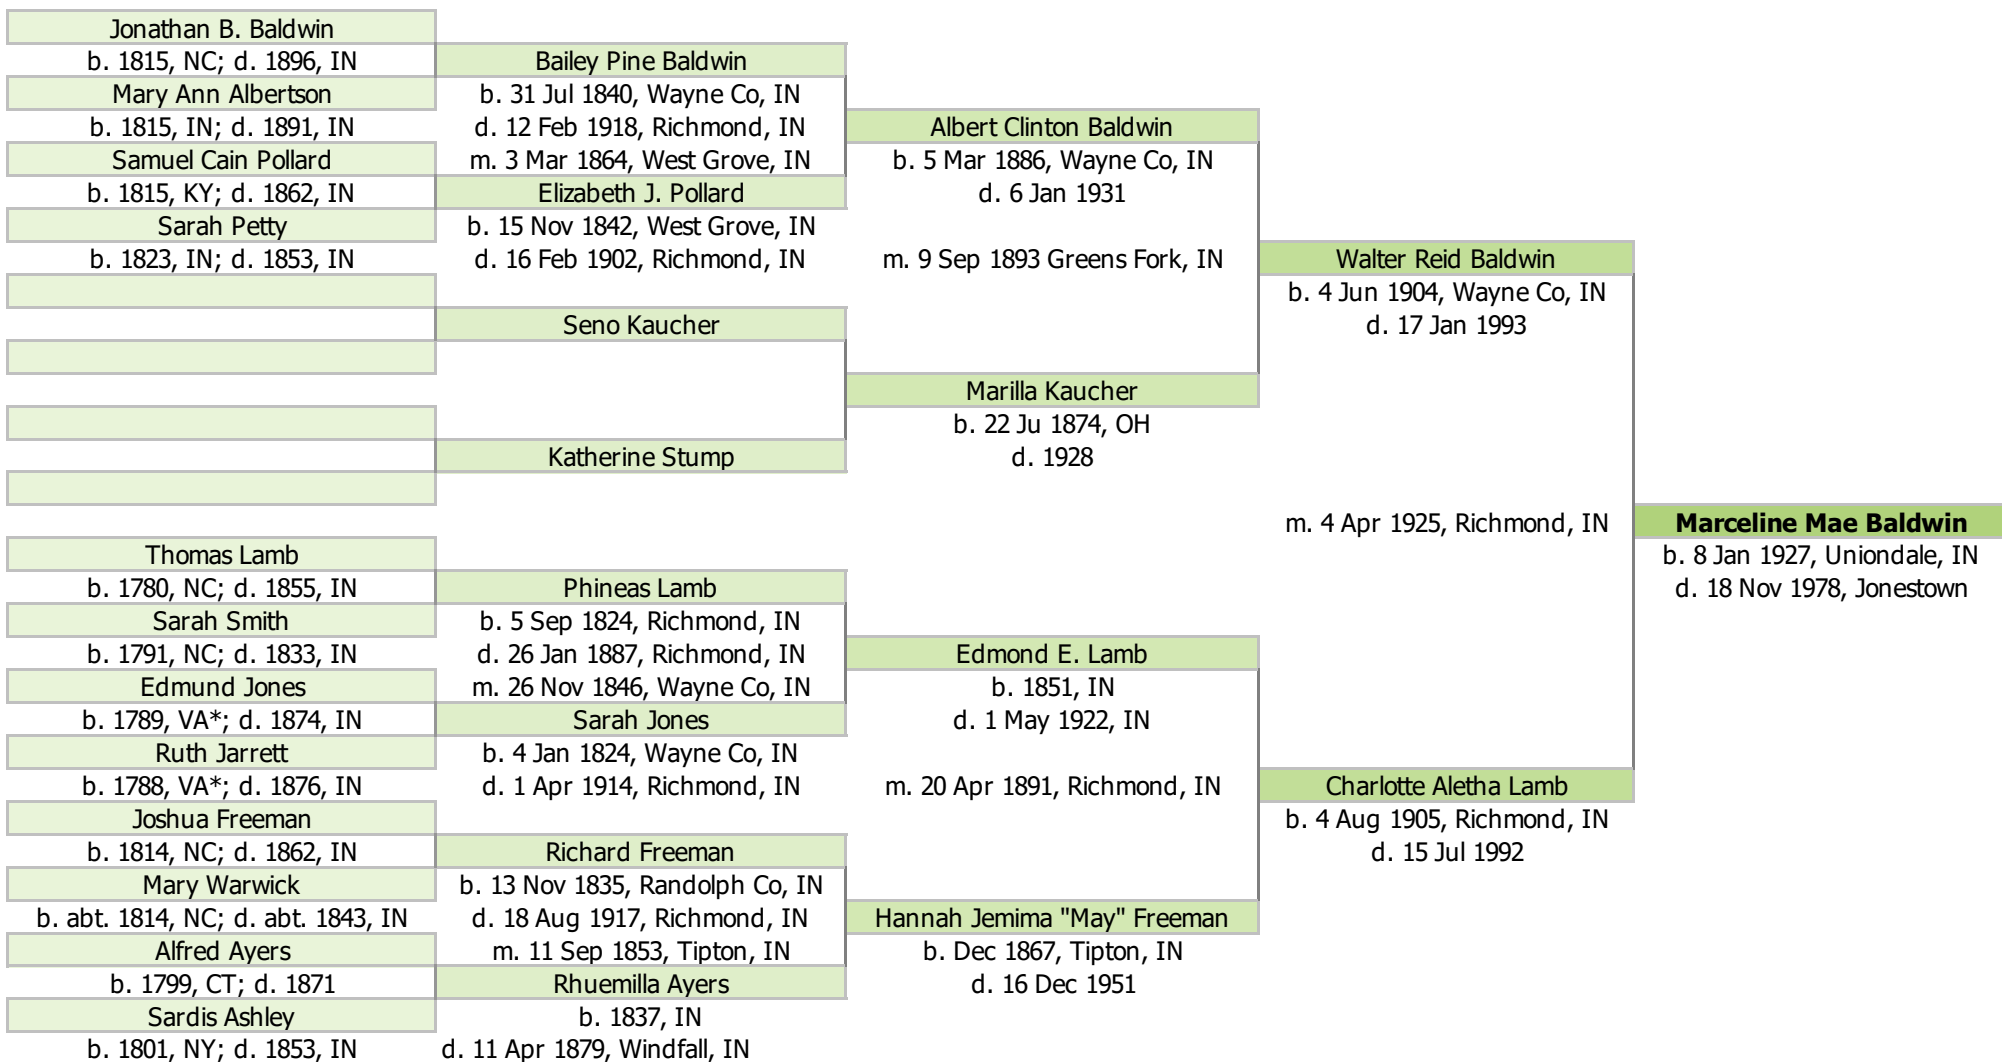 Jonathan B. Baldwin
b. 1815, NC; d. 1896, IN
Mary Ann Albertson
b. 1815, IN; d. 1891, IN
Samuel Cain Pollard
b. 1815, KY; d. 1862, IN
Sarah Petty
b. 1823, IN; d. 1853, IN
Thomas Lamb
b. 1780, NC; d. 1855, IN
Sarah Smith
b. 1791, NC; d. 1833, IN
Edmund Jones
b. 1789, VA*; d. 1874, IN
Ruth Jarrett
b. 1788, VA*; d. 1876, IN
Joshua Freeman
b. 1814, NC; d. 1862, IN
Mary Warwick
b. abt. 1814, NC; d. abt. 1843, IN
Alfred Ayers
b. 1799, CT; d. 1871
Sardis Ashley
b. 1801, NY; d. 1853, IN
Bailey Pine Baldwin
b. 31 Jul 1840, Wayne Co, IN
d. 12 Feb 1918, Richmond, IN
m. 3 Mar 1864, West Grove, IN
Elizabeth J. Pollard
b. 15 Nov 1842, West Grove, IN
d. 16 Feb 1902, Richmond, IN
Seno Kaucher
Katherine Stump
Phineas Lamb
b. 5 Sep 1824, Richmond, IN
d. 26 Jan 1887, Richmond, IN
m. 26 Nov 1846, Wayne Co, IN
Sarah Jones
b. 4 Jan 1824, Wayne Co, IN
d. 1 Apr 1914, Richmond, IN
Richard Freeman
b. 13 Nov 1835, Randolph Co, IN
d. 18 Aug 1917, Richmond, IN
m. 11 Sep 1853, Tipton, IN
Rhuemilla Ayers
b. 1837, IN
d. 11 Apr 1879, Windfall, IN
Albert Clinton Baldwin
b. 5 Mar 1886, Wayne Co, IN
d. 6 Jan 1931
m. 9 Sep 1893 Greens Fork, IN
Marilla Kaucher
b. 22 Ju 1874, OH
d. 1928
Edmond E. Lamb
b. 1851, IN
d. 1 May 1922, IN
m. 20 Apr 1891, Richmond, IN
Hannah Jemima "May" Freeman
b. Dec 1867, Tipton, IN
d. 16 Dec 1951
Walter Reid Baldwin
b. 4 Jun 1904, Wayne Co, IN
d. 17 Jan 1993
m. 4 Apr 1925, Richmond, IN
Charlotte Aletha Lamb
b. 4 Aug 1905, Richmond, IN
d. 15 Jul 1992
Marceline Mae Baldwin
b. 8 Jan 1927, Uniondale, IN
d. 18 Nov 1978, Jonestown